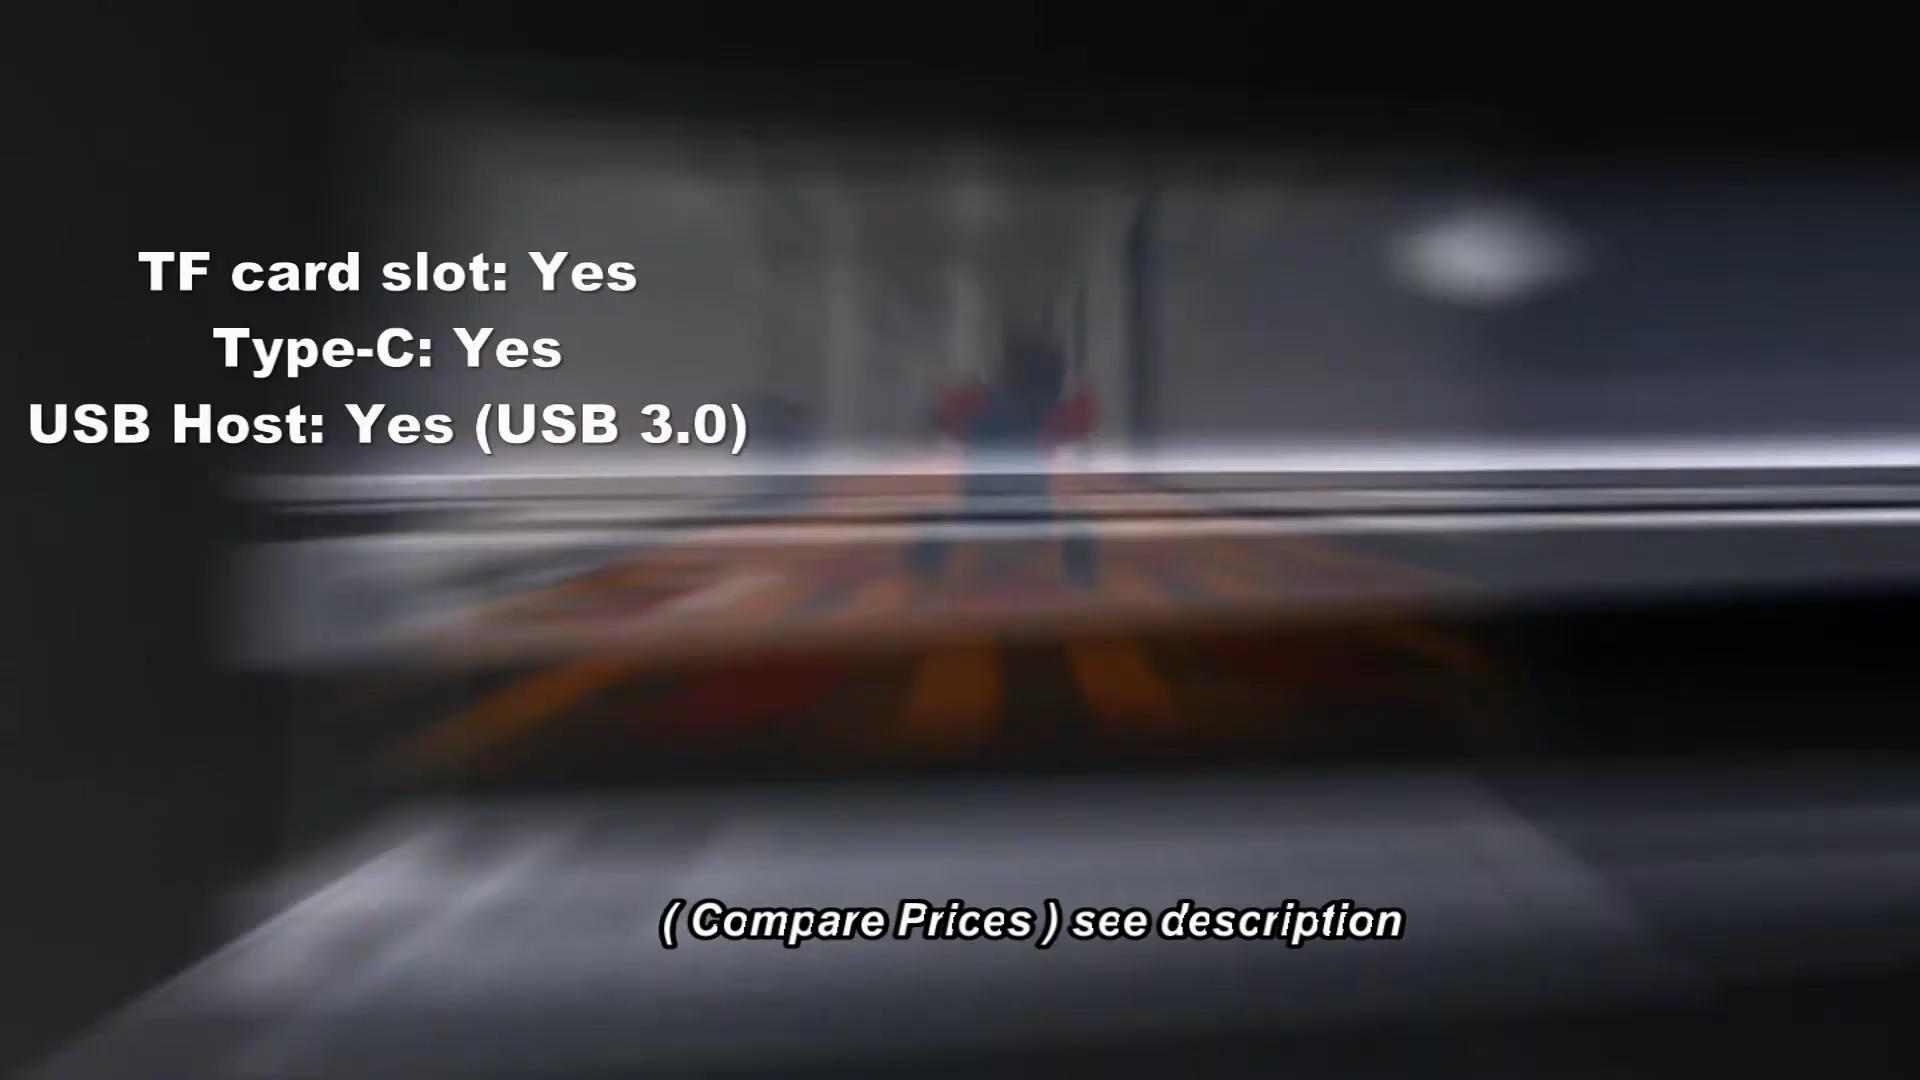 TF card slot: Yes
Type-C: Yes
USB Host: Yes (USB 3.0)
( Compare Prices ) see description